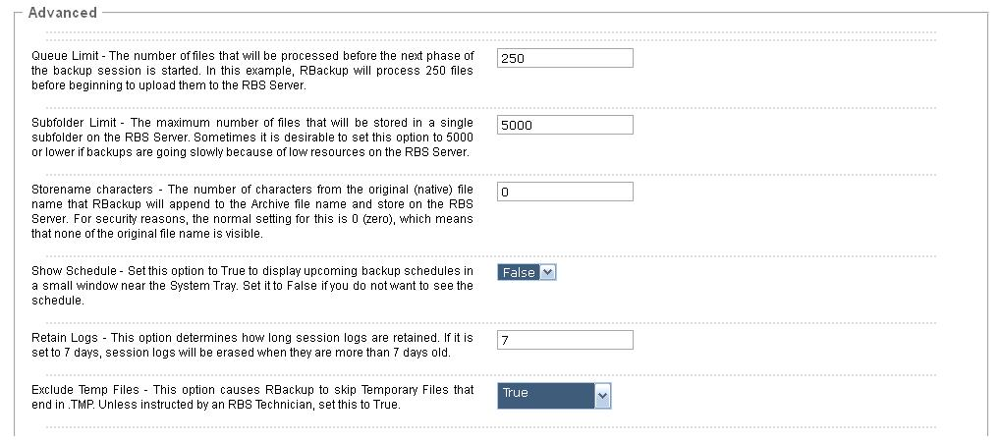 Advanced
Queue Limit - The number of files that will be processed before the next phase of
the backup session is started. In this example, RBackup will process 250 files
before beginning to upload them to the RBS Server.
250
Subfolder Limit - The maximum number of files that will be stored in a single
subfolder on the RBS Server. Sometimes it is desirable to set this option to 5000
or lower if backups are going slowly because of low resources on the RBS Server.
5000
Storename characters - The number of characters from the original (native) file
name that RBackup will append to the Archive file name and store on the RBS
Server. For security reasons, the normal setting for this is 0 (zero), which means
that none of the original file name is visible.
0
Show Schedule - Set this option to True to display upcoming backup schedules in
a small window near the System Tray. Set it to False if you do not want to see the
schedule.
False
Retain Logs - This option determines how long session logs are retained. If it is
set to 7 days, session logs will be erased when they are more than 7 days old.
7
Exclude Temp Files - This option causes RBackup to skip Temporary Files that
end in .TMP. Unless instructed by an RBS Technician, set this to True.
True